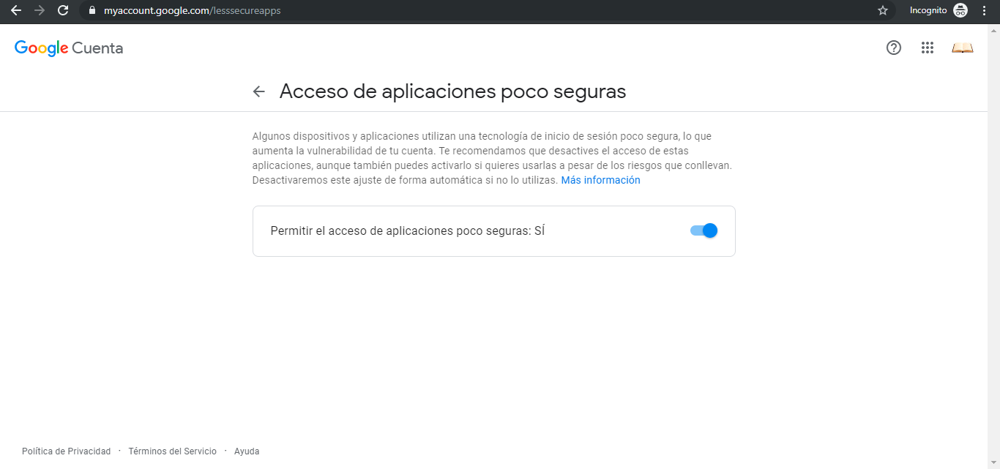 myaccount.google.com/lesssecureapps
Incognito
Google Cuenta
Acceso de aplicaciones poco seguras
Algunos dispositivos y aplicaciones utilizan una tecnología de inicio de sesión poco segura, lo que
aumenta la vulnerabilidad de tu cuenta. Te recomendamos que desactives el acceso de estas
aplicaciones, aunque también puedes activarlo si quieres usarlas a pesar de los riesgos que conllevan.
Desactivaremos este ajuste de forma automática si no lo utilizas. Más información
Permitir el acceso de aplicaciones poco seguras: SÍ
Política de Privacidad · Términos del Servicio · Ayuda